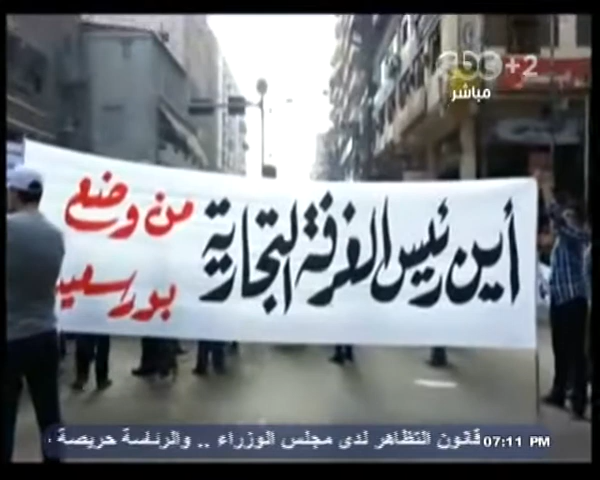 cbc+2
مباشر
أين رئيس الغرفة التجارية
من وضع
بورسعيد
قانون التظاهر لدى مجلس الوزراء .. والرئاسة حريصة
07:11 PM